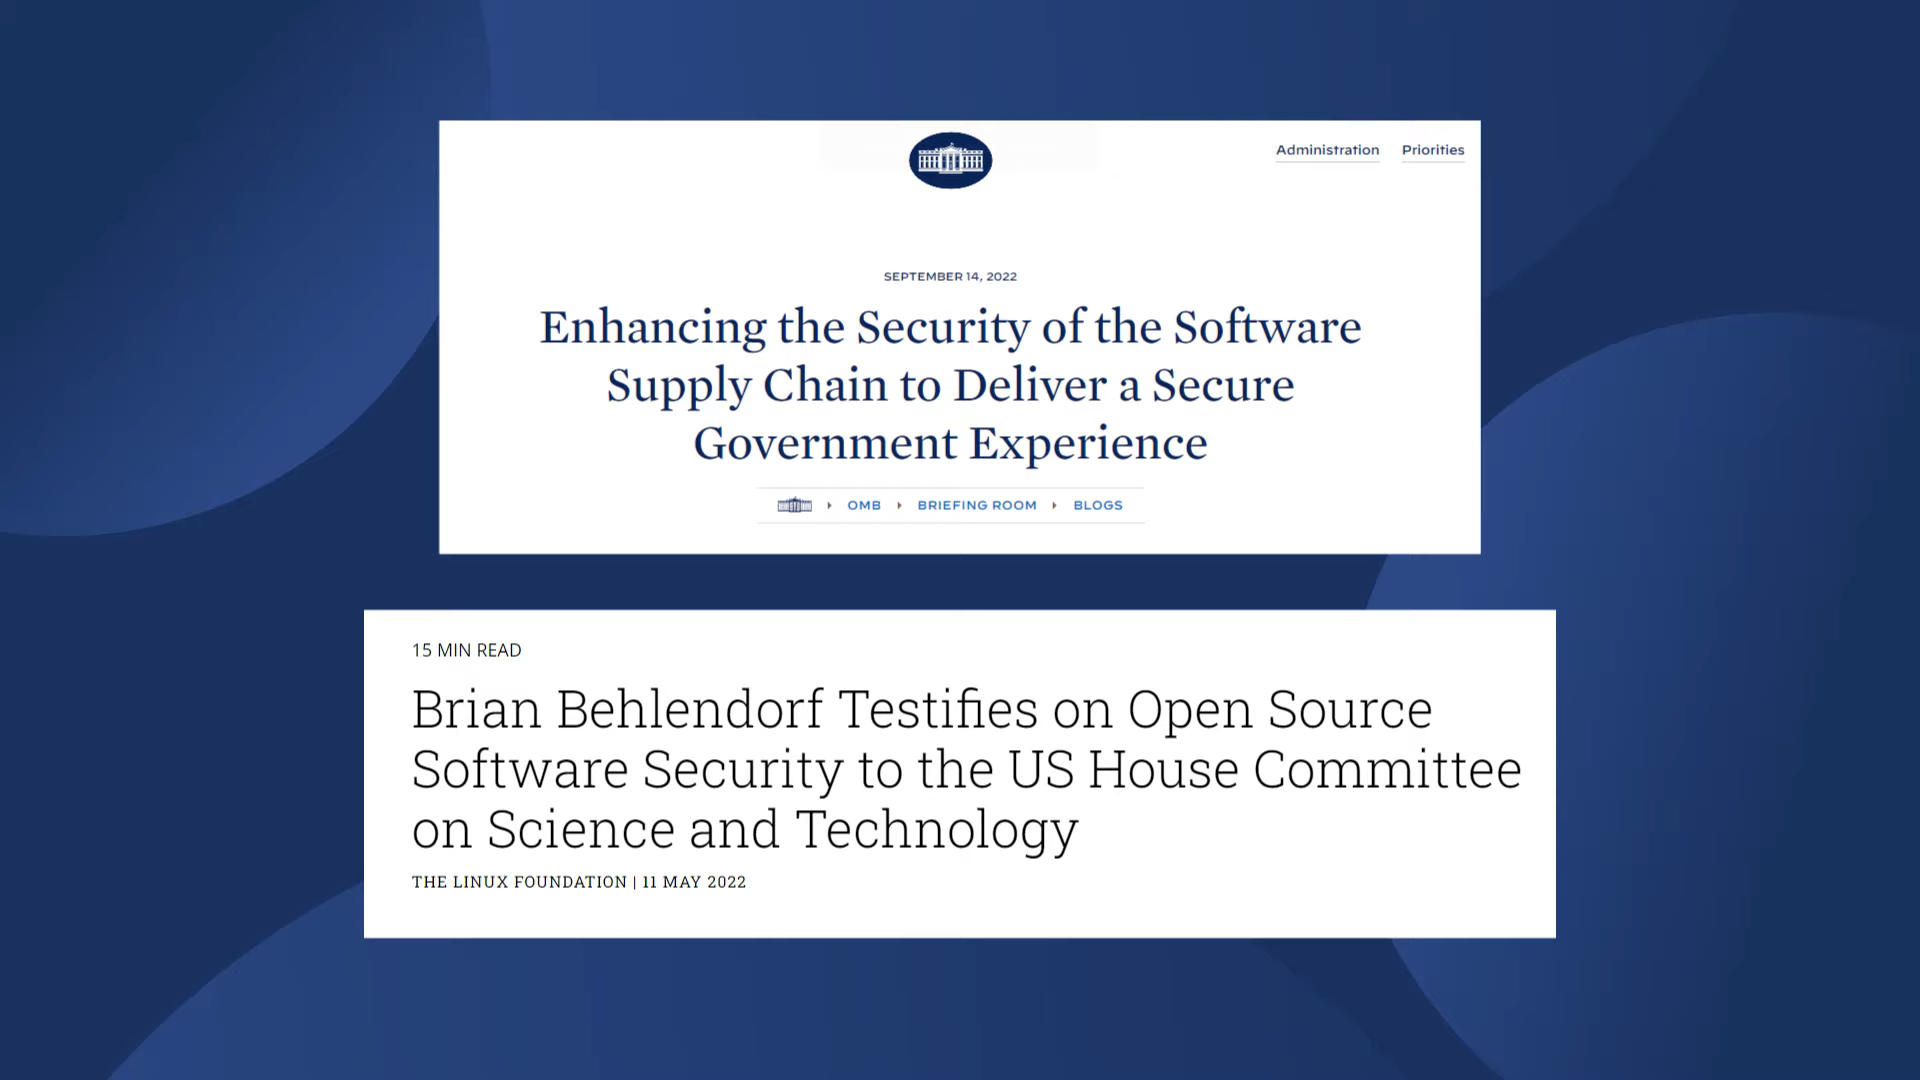 Administration Priorities
SEPTEMBER 14, 2022
Enhancing the Security of the Software
Supply Chain to Deliver a Secure
Government Experience
OMB BRIEFING ROOM BLOGS
15 MIN READ
Brian Behlendorf Testifies on Open Source
Software Security to the US House Committee
on Science and Technology
THE LINUX FOUNDATION | 11 MAY 2022